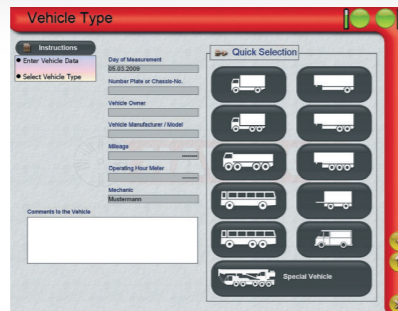 Vehicle Type
Instructions
Enter Vehicle Data
Select Vehicle Type
Day of Measurement
05.03.2009
Number Plate or Chassis-No.
Vehicle Owner
Vehicle Manufacturer / Model
Mileage
Operating Hour Meter
Mechanic
Mustermann
Comments to the Vehicle
Quick Selection
Special Vehicle